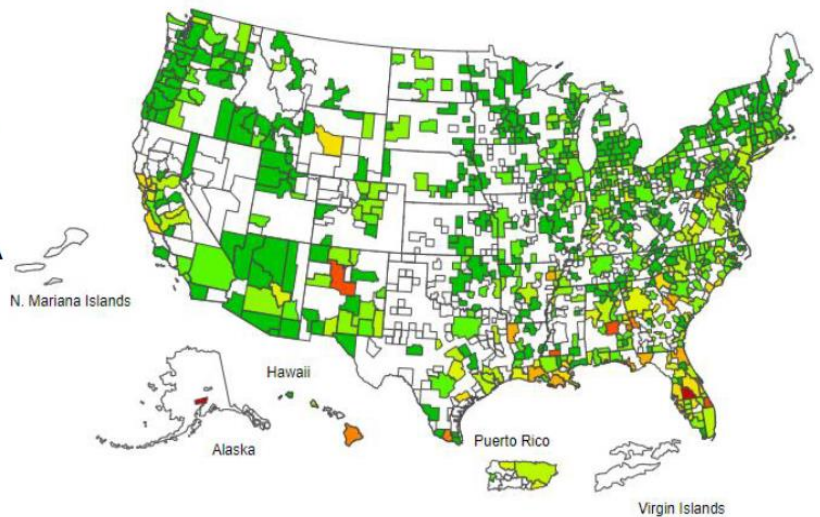 N. Mariana Islands
Hawaii
Alaska
Puerto Rico
Virgin Islands